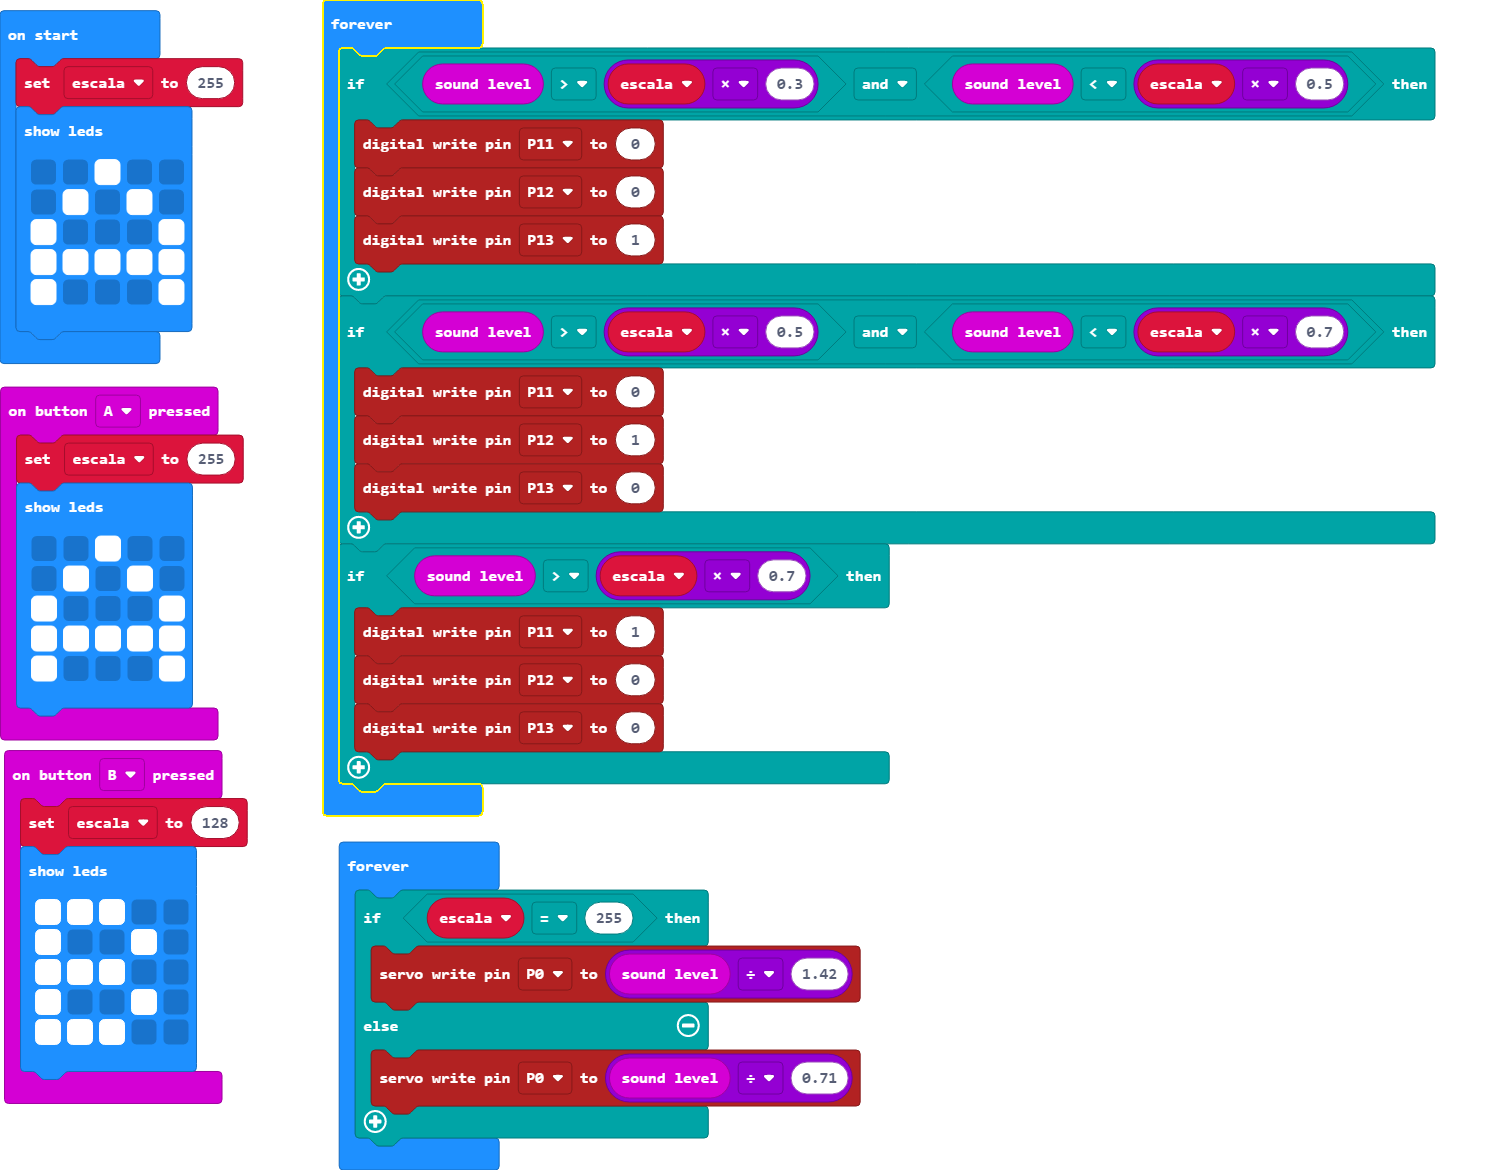 on start
set escala to 255
show leds
on button A pressed
set escala to 255
show leds
on button B pressed
set escala to 128
show leds
forever
if sound level > escala × 0.3 and sound level < escala × 0.5 then
digital write pin P11 to 0
digital write pin P12 to 0
digital write pin P13 to 1
if sound level > escala × 0.5 and sound level < escala × 0.7 then
digital write pin P11 to 0
digital write pin P12 to 1
digital write pin P13 to 0
if sound level > escala × 0.7 then
digital write pin P11 to 1
digital write pin P12 to 0
digital write pin P13 to 0
forever
if escala = 255 then
servo write pin P0 to sound level ÷ 1.42
else
servo write pin P0 to sound level ÷ 0.71